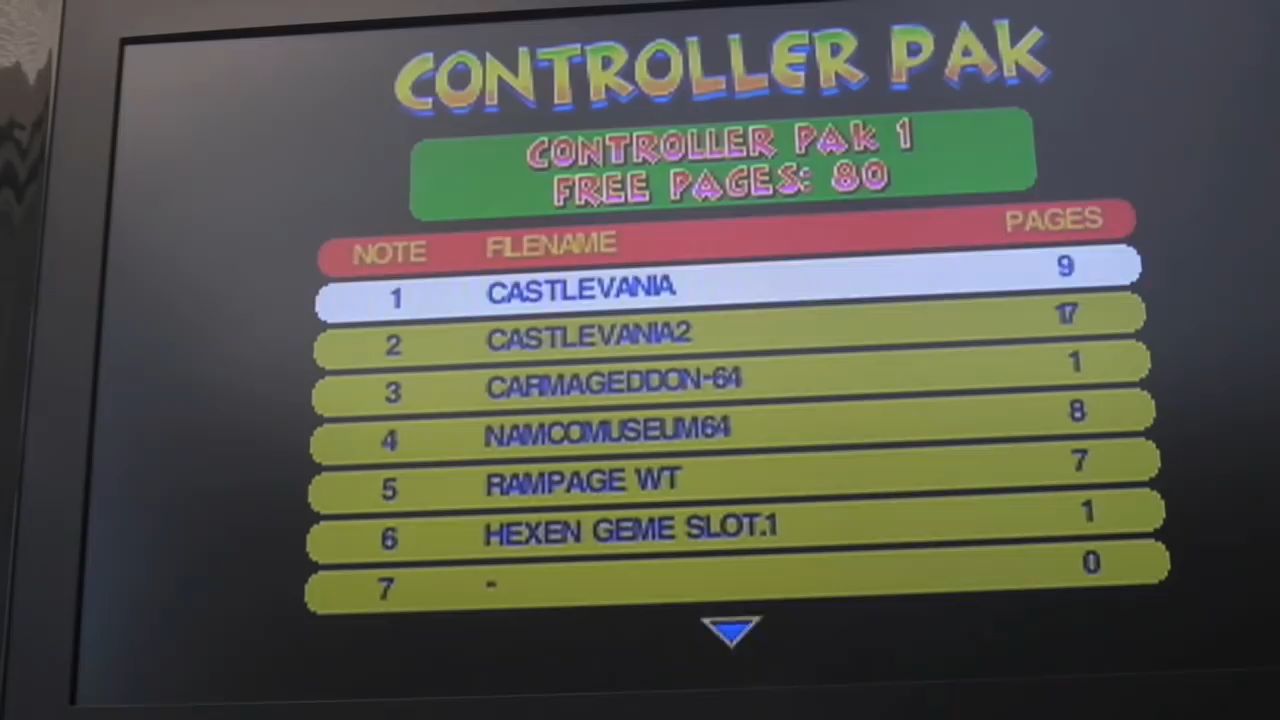 CONTROLLER PAK
CONTROLLER PAK 1
FREE PAGES: 80
NOTE FILENAME PAGES
1 CASTLEVANIA 9
2 CASTLEVANIA2 17
3 CARMAGEDDON-64 1
4 NAMCOMUSEUM64 8
5 RAMPAGE WT 7
6 HEXEN GEME SLOT.1 1
7 - 0